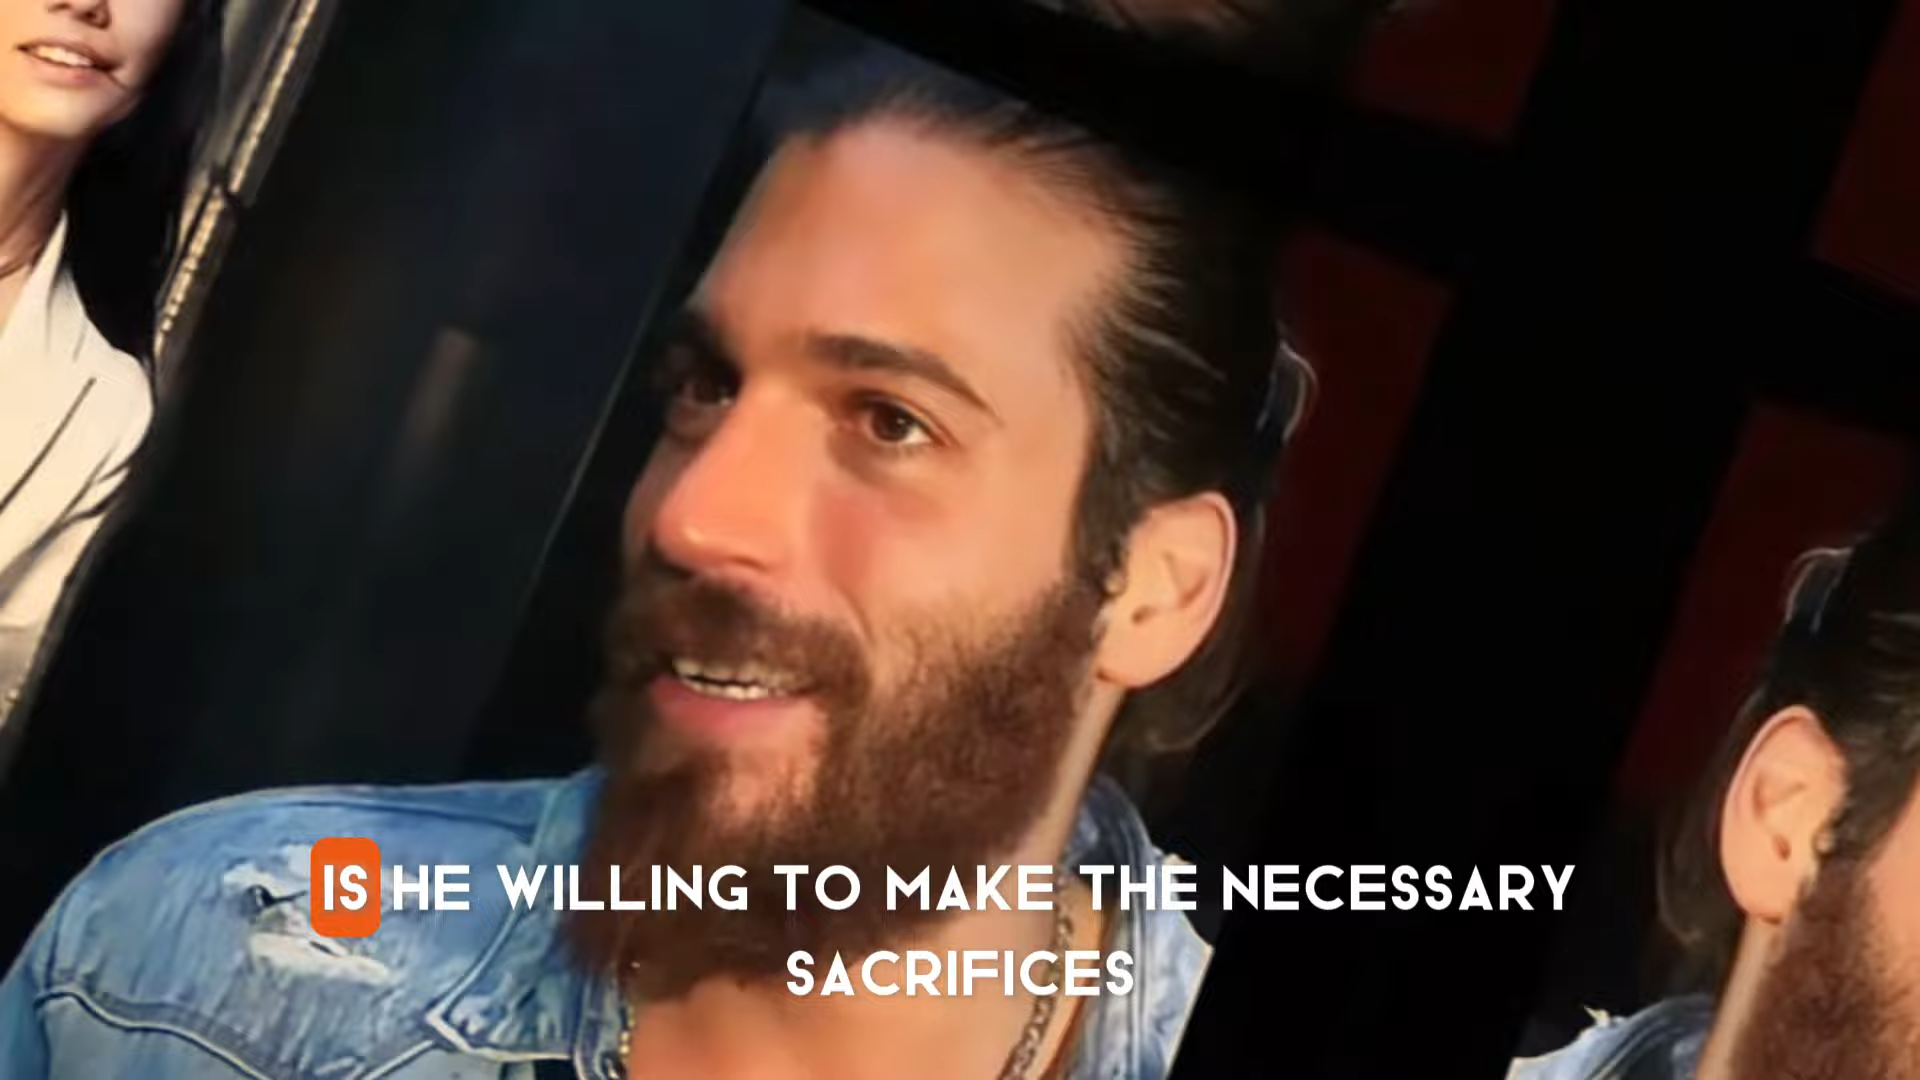 IS HE WILLING TO MAKE THE NECESSARY
SACRIFICES